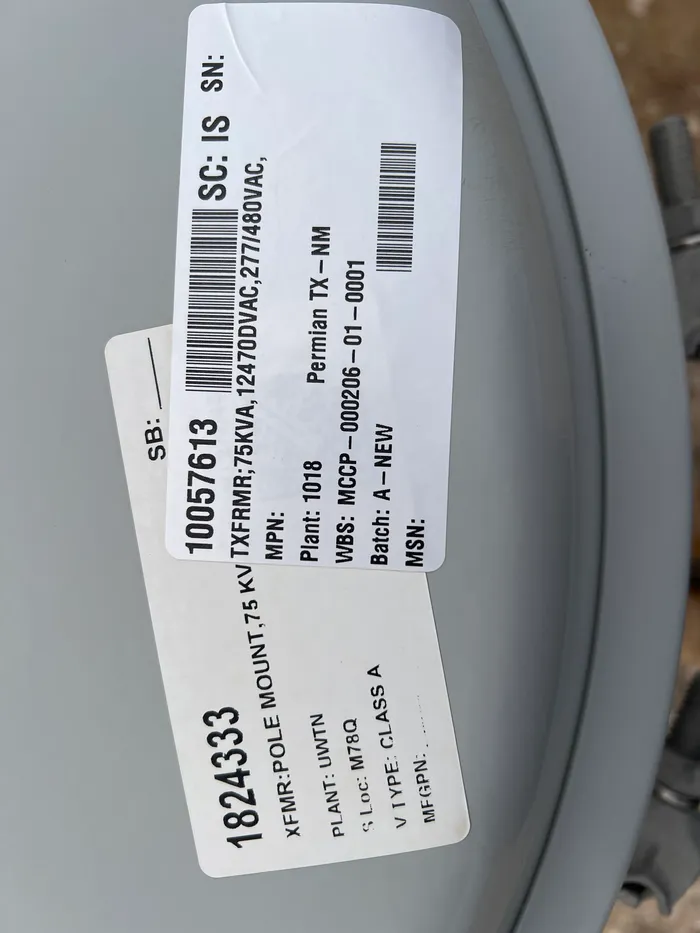 10057613 SC: IS SN:
TXFRMR;75KVA,12470DVAC,277/480VAC,
MPN:
Plant: 1018 Permian TX-NM
WBS: MCCP-000206-01-0001
Batch: A-NEW
MSN:
SB:
1824333
XFMR:POLE MOUNT,75 KV
PLANT: UWTN
S Loc: M78Q
V TYPE: CLASS A
MFGPN: